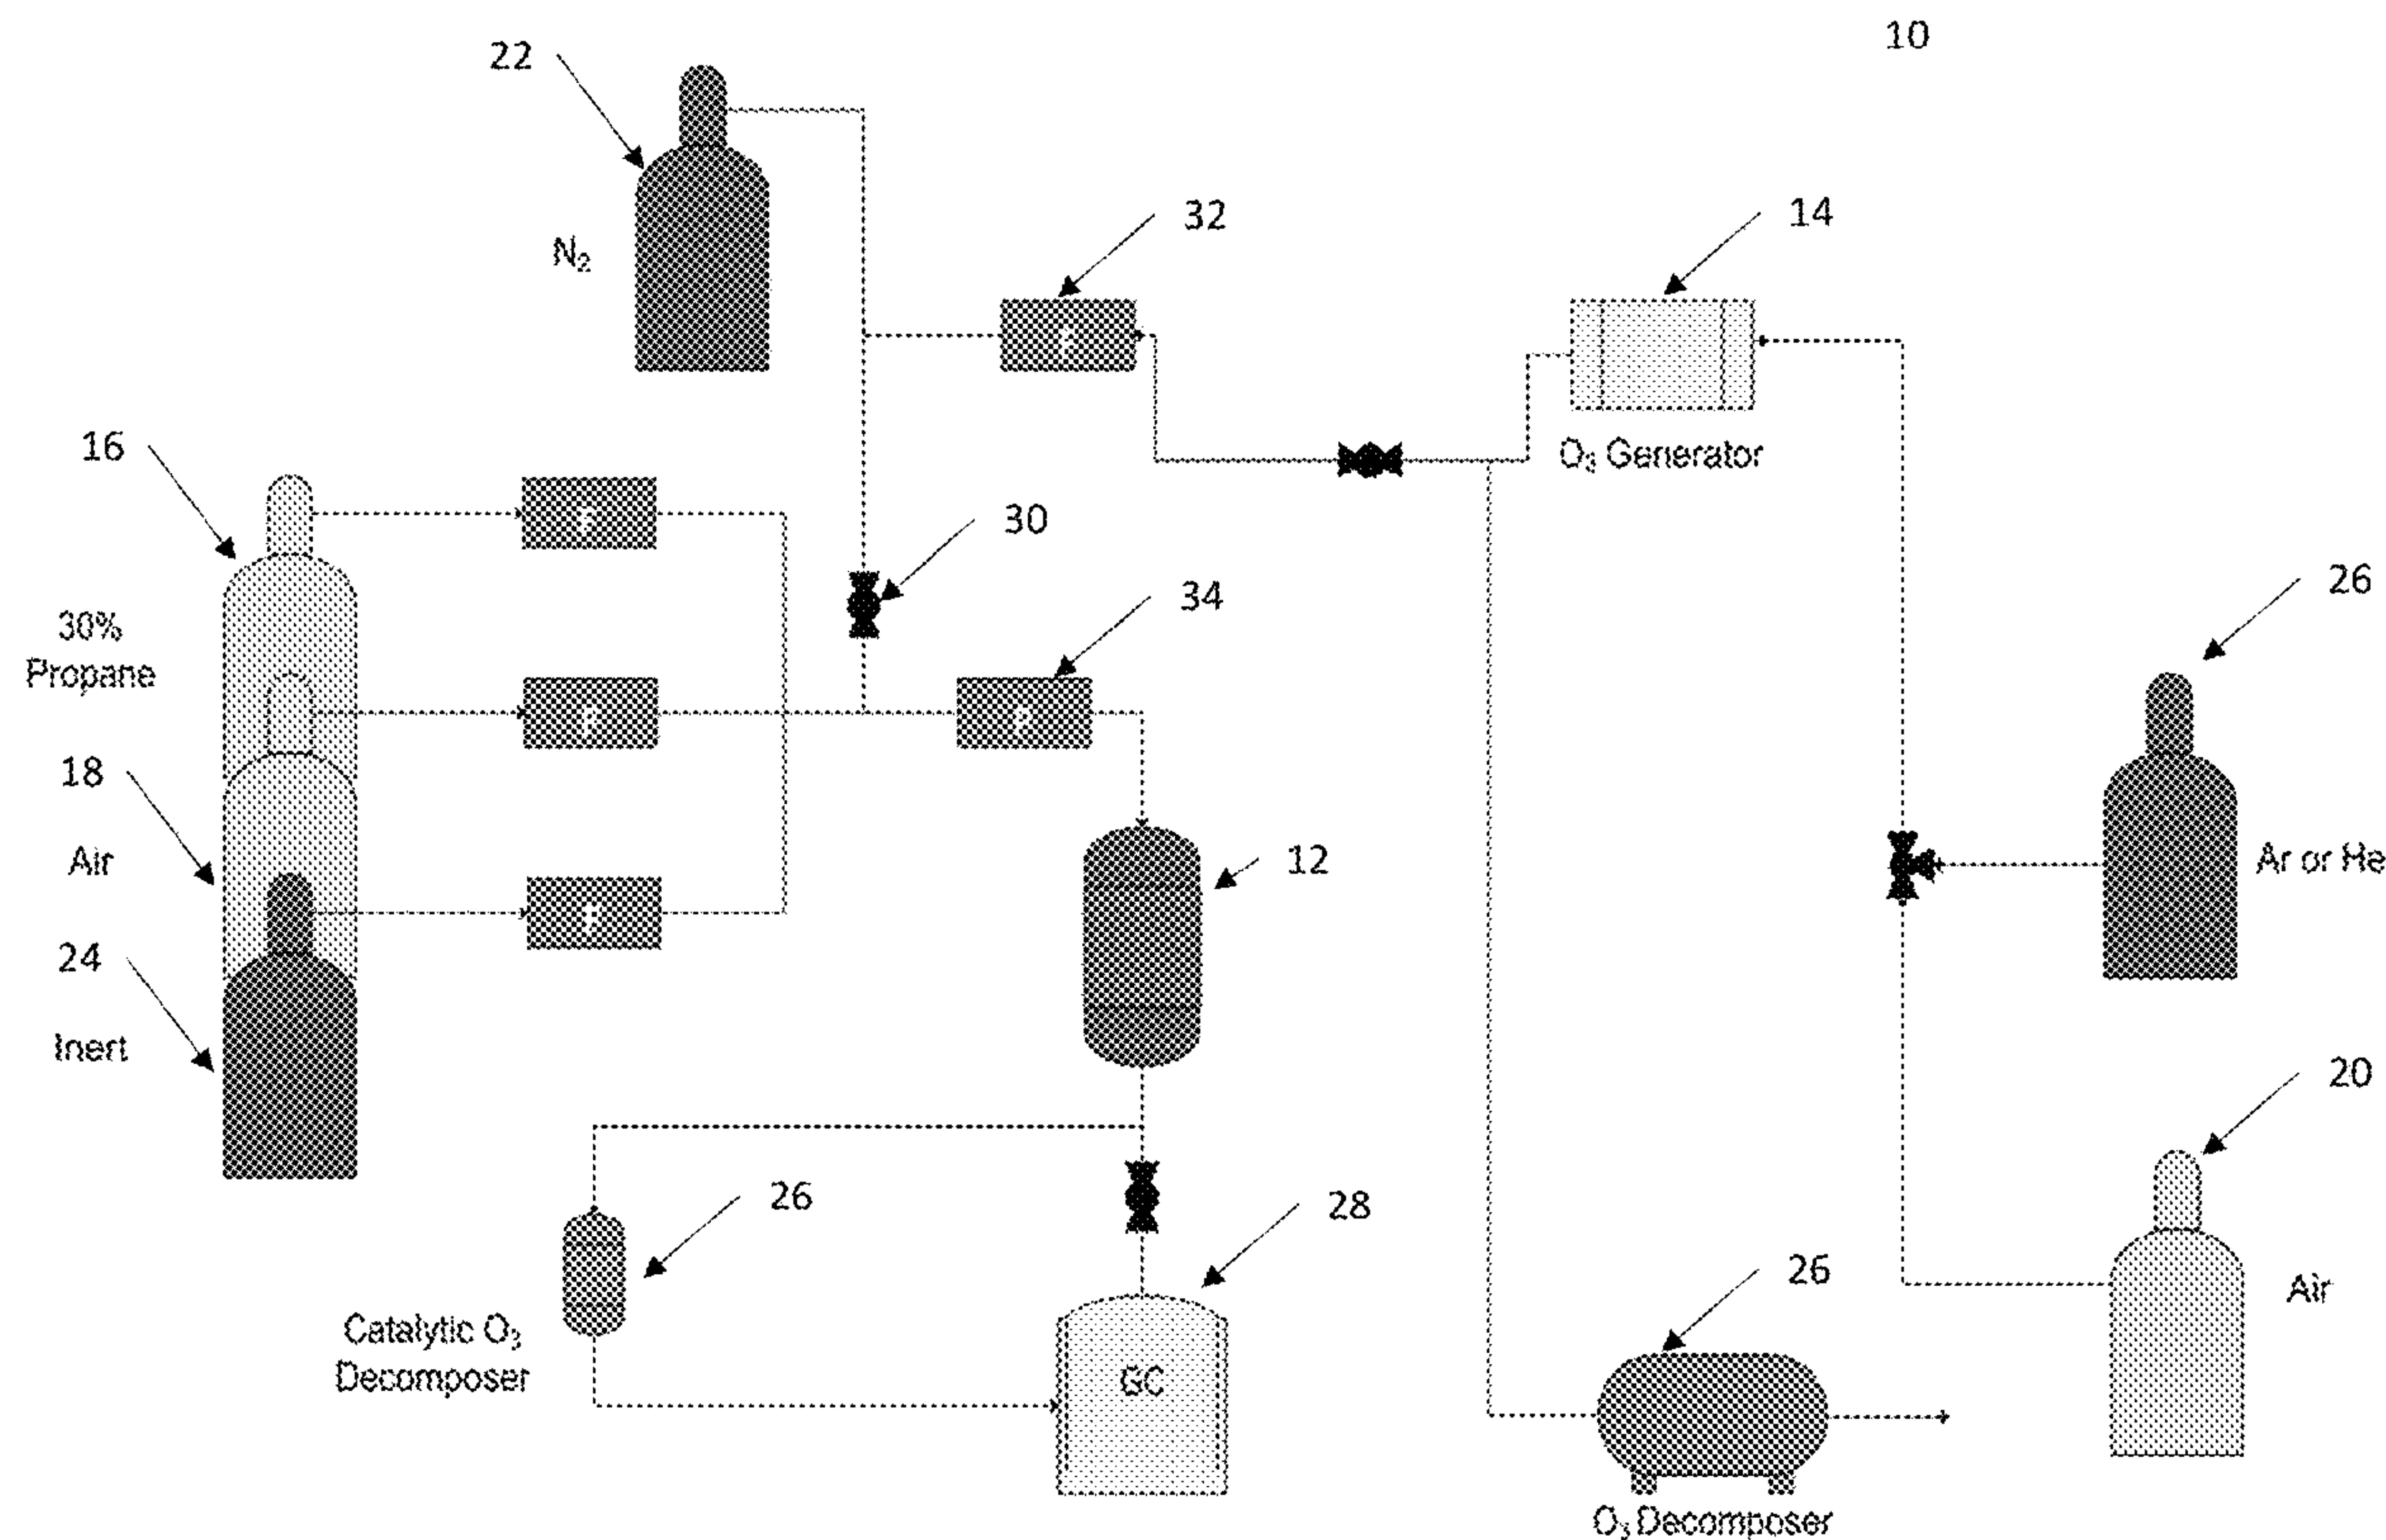 10
22
N₂
32
14
O₃ Generator
16
30
30%
Propane
34
26
Ar or He
18
Air
12
24
Inert
20
Air
26
Catalytic O₃
Decomposer
28
GC
26
O₃ Decomposer